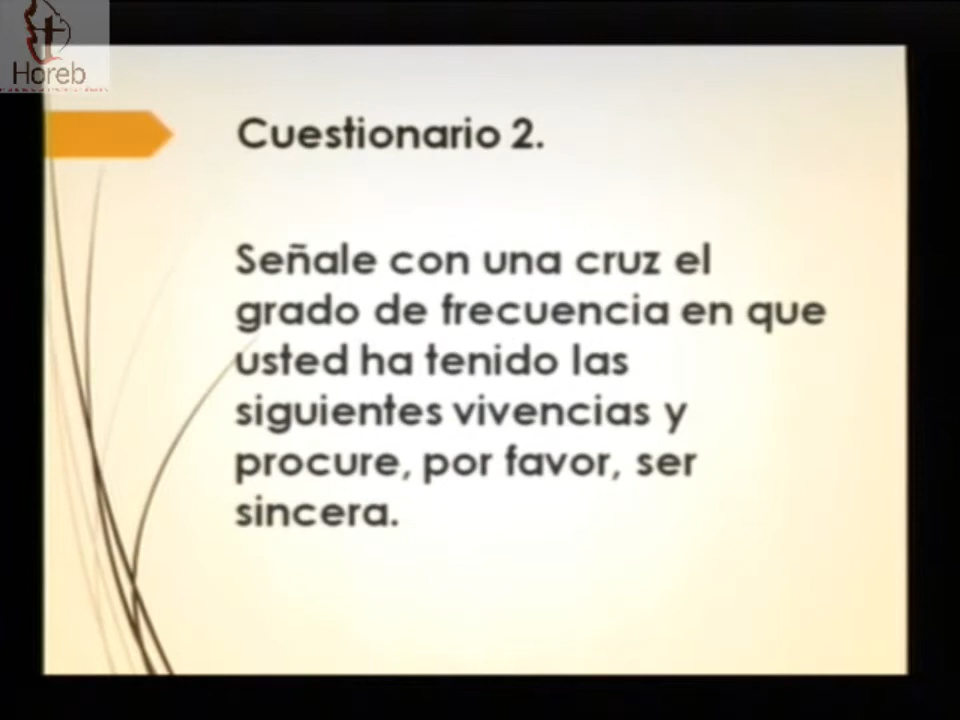 Horeb
Cuestionario 2.
Señale con una cruz el
grado de frecuencia en que
usted ha tenido las
siguientes vivencias y
procure, por favor, ser
sincera.